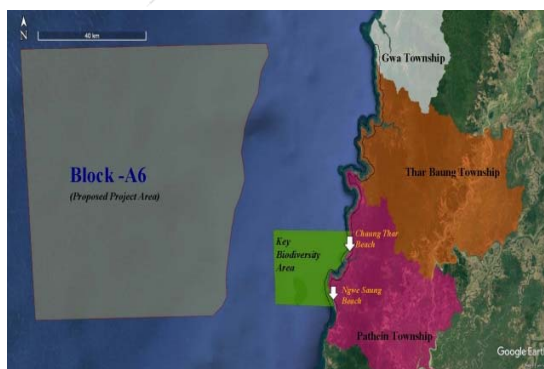 N
40 km
Gwa Township
Block -A6
(Proposed Project Area)
Thar Baung Township
Key
Biodiversity
Area
Chaung Thar
Beach
Ngwe Saung
Beach
Pathein Township
Google Earth